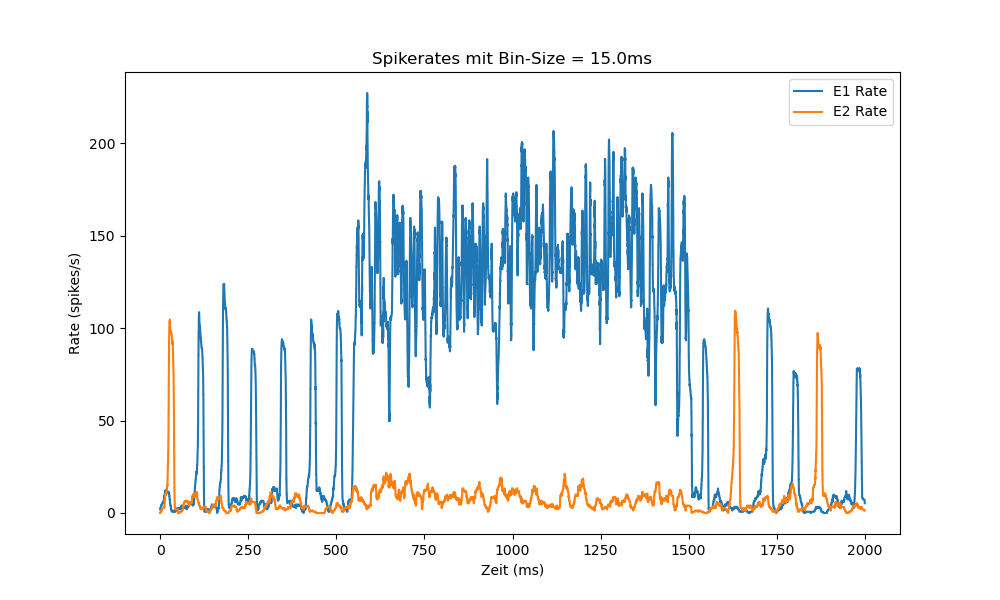 Spikerates mit Bin-Size = 15.0ms
E1 Rate
E2 Rate
Rate (spikes/s)
200
150
100
50
0
0 250 500 750 1000 1250 1500 1750 2000
Zeit (ms)